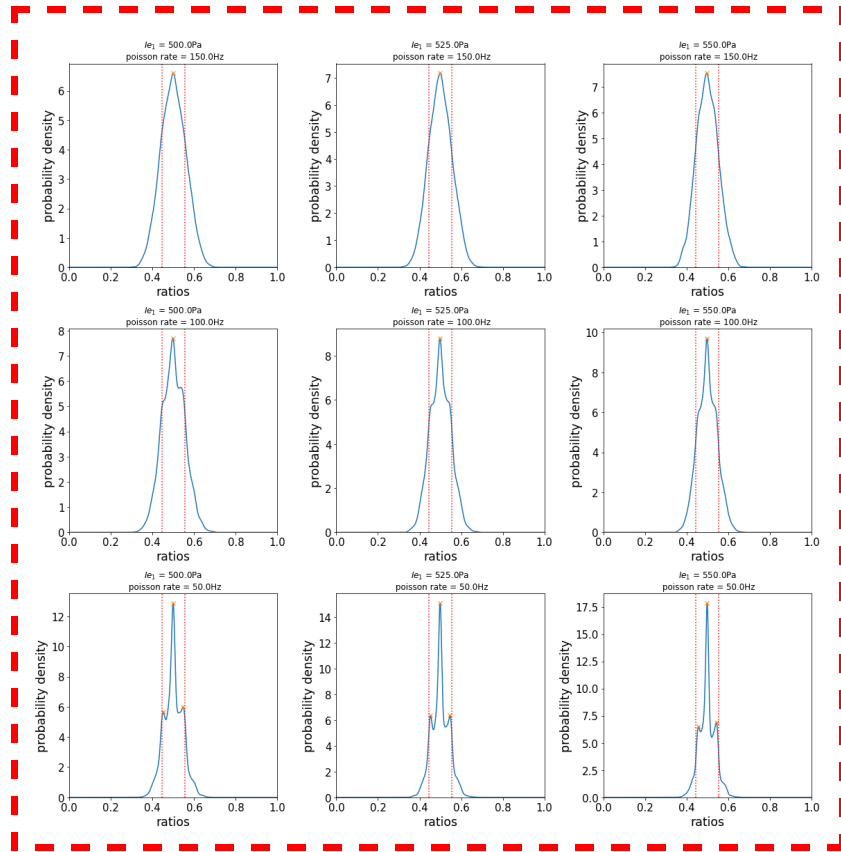 Ie₁ = 500.0Pa
poisson rate = 150.0Hz
probability density
6
5
4
3
2
1
0
0.0 0.2 0.4 0.6 0.8 1.0
ratios
Ie₁ = 525.0Pa
poisson rate = 150.0Hz
probability density
7
6
5
4
3
2
1
0
0.0 0.2 0.4 0.6 0.8 1.0
ratios
Ie₁ = 550.0Pa
poisson rate = 150.0Hz
probability density
7
6
5
4
3
2
1
0
0.0 0.2 0.4 0.6 0.8 1.0
ratios
Ie₁ = 500.0Pa
poisson rate = 100.0Hz
probability density
8
7
6
5
4
3
2
1
0
0.0 0.2 0.4 0.6 0.8 1.0
ratios
Ie₁ = 525.0Pa
poisson rate = 100.0Hz
probability density
8
6
4
2
0
0.0 0.2 0.4 0.6 0.8 1.0
ratios
Ie₁ = 550.0Pa
poisson rate = 100.0Hz
probability density
10
8
6
4
2
0
0.0 0.2 0.4 0.6 0.8 1.0
ratios
Ie₁ = 500.0Pa
poisson rate = 50.0Hz
probability density
12
10
8
6
4
2
0
0.0 0.2 0.4 0.6 0.8 1.0
ratios
Ie₁ = 525.0Pa
poisson rate = 50.0Hz
probability density
14
12
10
8
6
4
2
0
0.0 0.2 0.4 0.6 0.8 1.0
ratios
Ie₁ = 550.0Pa
poisson rate = 50.0Hz
probability density
17.5
15.0
12.5
10.0
7.5
5.0
2.5
0.0
0.0 0.2 0.4 0.6 0.8 1.0
ratios